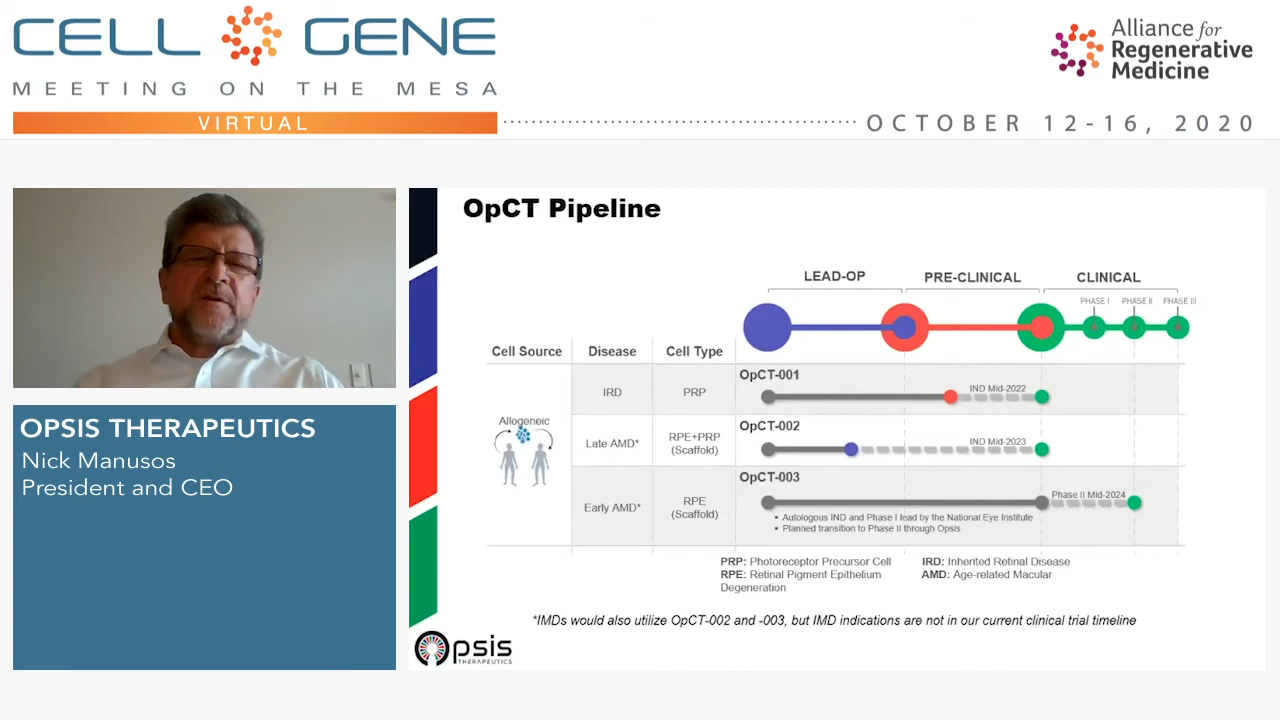 CELL GENE
MEETING ON THE MESA
VIRTUAL
Alliance for
Regenerative
Medicine
OCTOBER 12-16, 2020
OPSIS THERAPEUTICS
Nick Manusos
President and CEO
OpCT Pipeline
LEAD-OP
PRE-CLINICAL
CLINICAL
PHASE I
PHASE II
PHASE III
Cell Source
Disease
Cell Type
Allogeneic
OpCT-001
IRD
PRP
IND Mid-2022
OpCT-002
Late AMD*
RPE+PRP
(Scaffold)
IND Mid-2023
OpCT-003
Early AMD*
RPE
(Scaffold)
Phase II Mid-2024
• Autologous IND and Phase I lead by the National Eye Institute
• Planned transition to Phase II through Opsis
PRP: Photoreceptor Precursor Cell
RPE: Retinal Pigment Epithelium
Degeneration
IRD: Inherited Retinal Disease
AMD: Age-related Macular
*IMDs would also utilize OpCT-002 and -003, but IMD indications are not in our current clinical trial timeline
Opsis
THERAPEUTICS